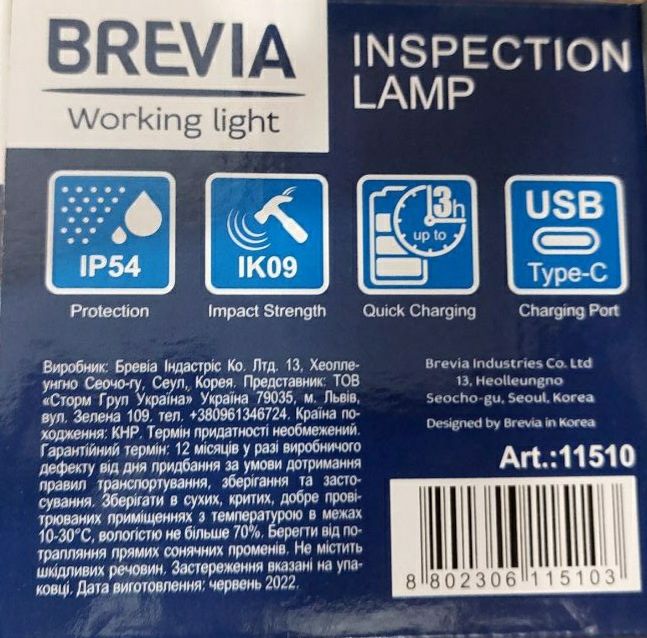 BREVIA
Working light
INSPECTION
LAMP
IP54
Protection
IK09
Impact Strength
3h
up to
Quick Charging
USB
Type-C
Charging Port
Виробник: Бревіа Індастріс Ко. Лтд. 13, Хеолле-
унгно Сеочо-гу, Сеул, Корея. Представник: ТОВ
«Сторм Груп Україна» Україна 79035, м. Львів,
вул. Зелена 109, тел. +380961346724. Країна по-
ходження: КНР. Термін придатності необмежений.
Гарантійний термін: 12 місяців у разі виробничого
дефекту від дня придбання за умови дотримання
правил транспортування, зберігання та засто-
сування. Зберігати в сухих, критих, добре прові-
трюваних приміщеннях з температурою в межах
10-30°C, вологістю не більше 70%. Берегти від по-
трапляння прямих сонячних променів. Не містить
шкідливих речовин. Застереження вказані на упа-
ковці. Дата виготовлення: червень 2022.
Brevia Industries Co. Ltd
13, Heolleungno
Seocho-gu, Seoul, Korea
Designed by Brevia in Korea
Art.:11510
8 802306 115103